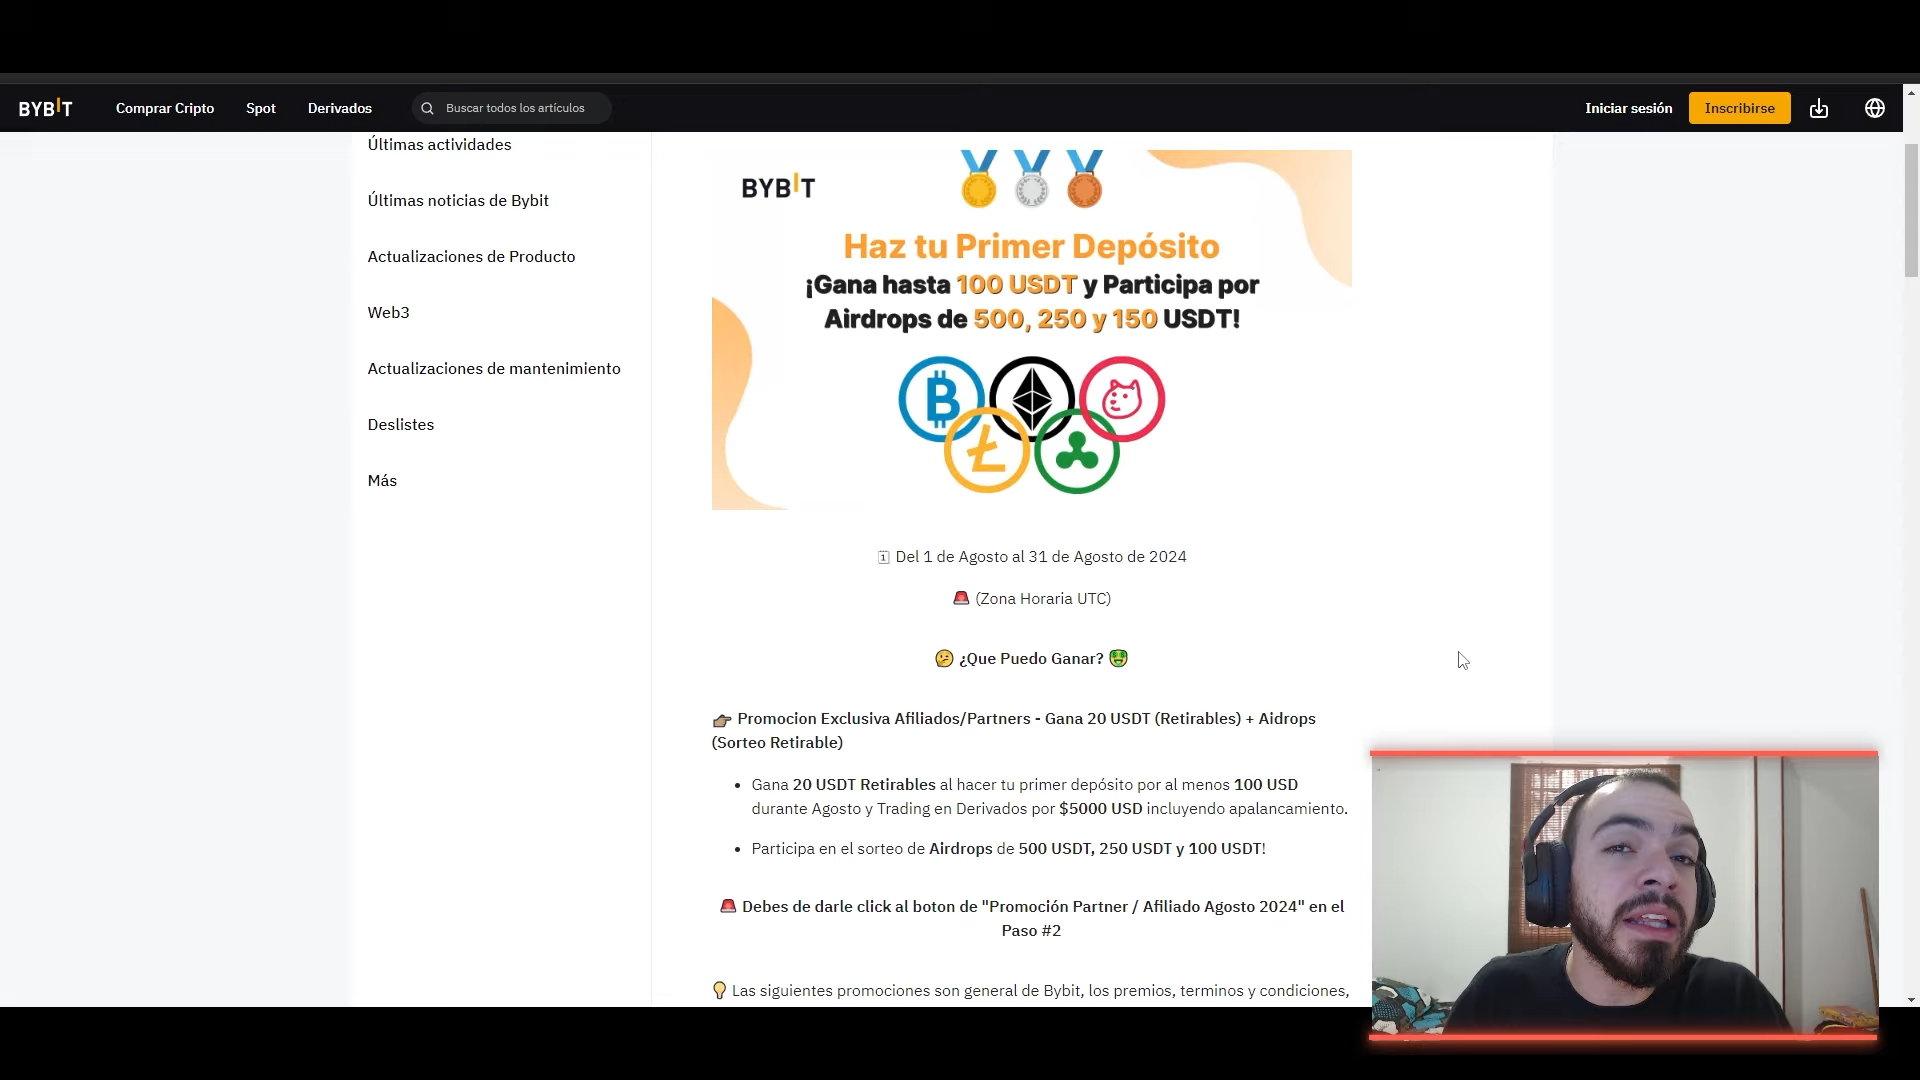 BYBIT
Comprar Cripto
Spot
Derivados
Buscar todos los artículos
Iniciar sesión
Inscribirse
Últimas actividades
Últimas noticias de Bybit
Actualizaciones de Producto
Web3
Actualizaciones de mantenimiento
Deslistes
Más
BYBIT
Haz tu Primer Depósito
¡Gana hasta 100 USDT y Participa por
Airdrops de 500, 250 y 150 USDT!
Del 1 de Agosto al 31 de Agosto de 2024
🚨 (Zona Horaria UTC)
🤔 ¿Que Puedo Ganar? 🤑
👉🏽 Promocion Exclusiva Afiliados/Partners - Gana 20 USDT (Retirables) + Aidrops
(Sorteo Retirable)
• Gana 20 USDT Retirables al hacer tu primer depósito por al menos 100 USD
durante Agosto y Trading en Derivados por $5000 USD incluyendo apalancamiento.
• Participa en el sorteo de Airdrops de 500 USDT, 250 USDT y 100 USDT!
🚨 Debes de darle click al boton de "Promoción Partner / Afiliado Agosto 2024" en el
Paso #2
💡 Las siguientes promociones son general de Bybit, los premios, terminos y condiciones,